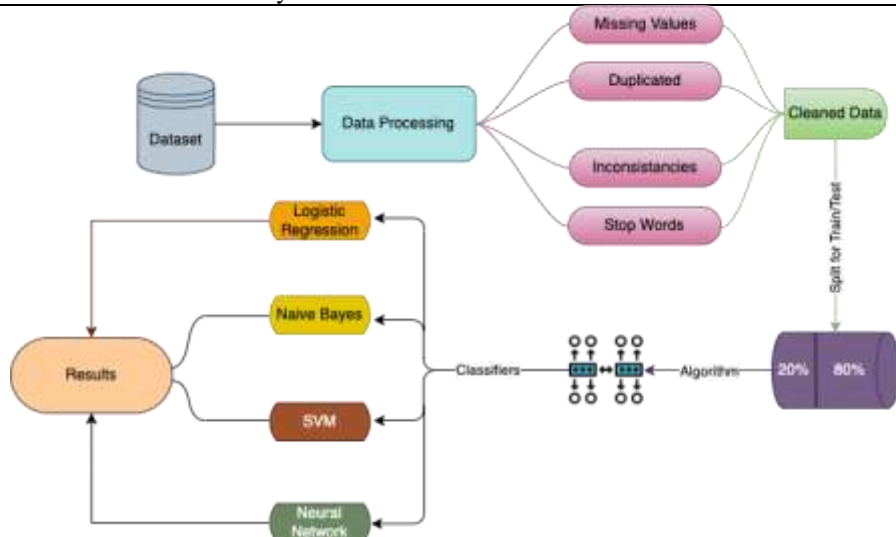 Missing Values
Duplicated
Dataset
Data Processing
Cleaned Data
Inconsistancies
Stop Words
Logistic
Regression
Split for Train/Test
Naive Bayes
Results
Classifiers
Algorithm
20%
80%
SVM
Neural
Network